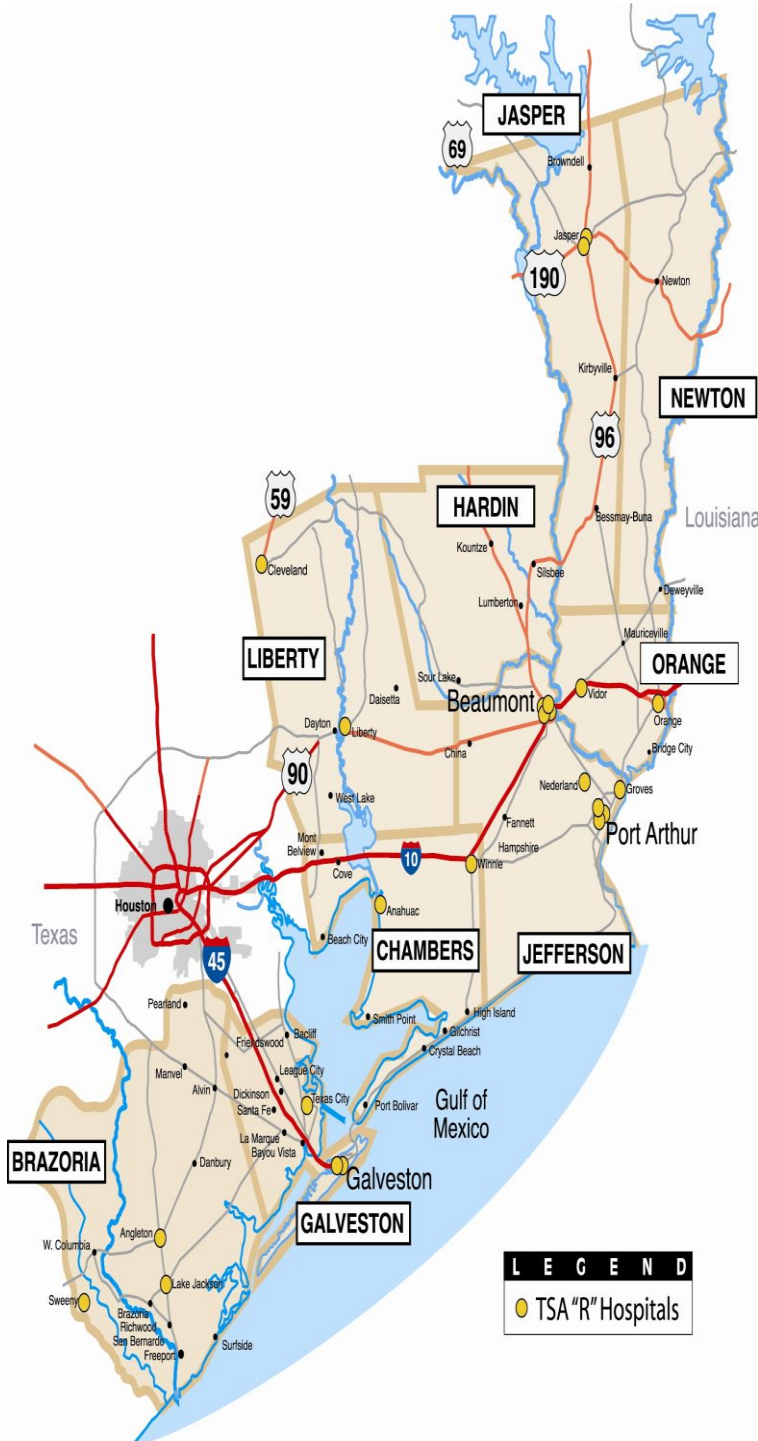 JASPER
69
Browndell
Jasper
190
Newton
Kirbyville
NEWTON
96
59
HARDIN
Bessmay-Buna
Louisiana
Kountze
Cleveland
Silsbee
Deweyville
Lumberton
Mauriceville
LIBERTY
ORANGE
Sour Lake
Daisetta
Beaumont
Vidor
Orange
Dayton
Liberty
China
Bridge City
90
Nederland
Groves
West Lake
Fannett
Port Arthur
Mont
Belview
Hampshire
Cove
10
Winnie
Houston
Anahuac
Texas
Beach City
CHAMBERS
JEFFERSON
45
Pearland
Smith Point
High Island
Gilchrist
Friendswood
Bacliff
Crystal Beach
Manvel
League City
Alvin
Dickinson
Texas City
Santa Fe
Port Bolivar
Gulf of
Mexico
La Marque
Bayou Vista
BRAZORIA
Danbury
Galveston
GALVESTON
Angleton
W. Columbia
LEGEND
Lake Jackson
Sweeny
TSA "R" Hospitals
Brazoria
Richwood
San Bernardo
Surfside
Freeport